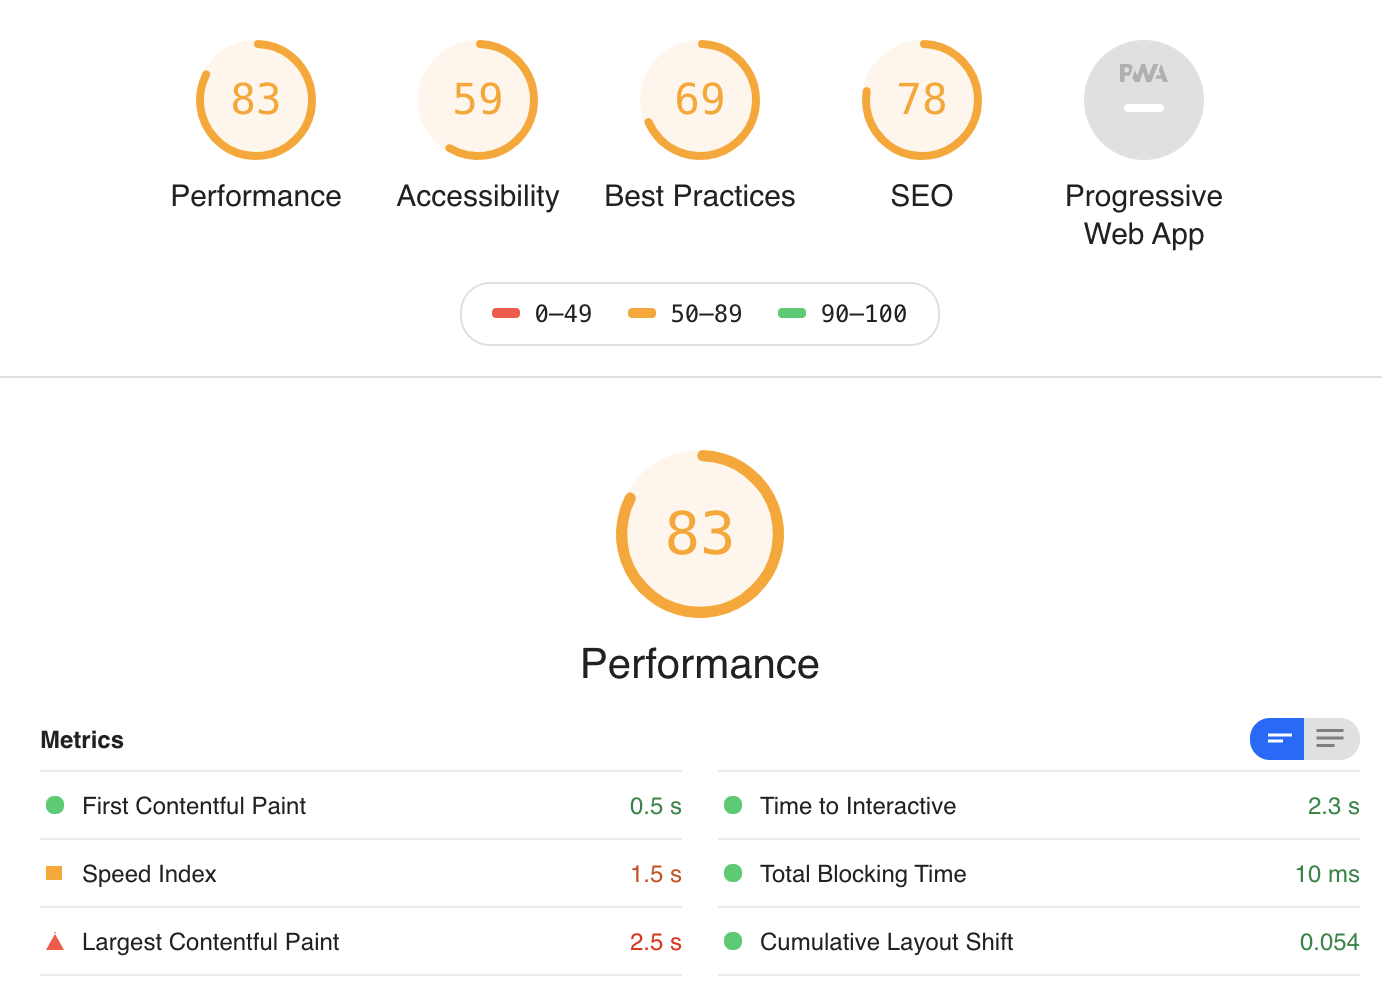 83
59
69
78
PWA
Performance
Accessibility
Best Practices
SEO
Progressive
Web App
0–49
50–89
90–100
83
Performance
Metrics
First Contentful Paint 0.5 s
Time to Interactive 2.3 s
Speed Index 1.5 s
Total Blocking Time 10 ms
Largest Contentful Paint 2.5 s
Cumulative Layout Shift 0.054